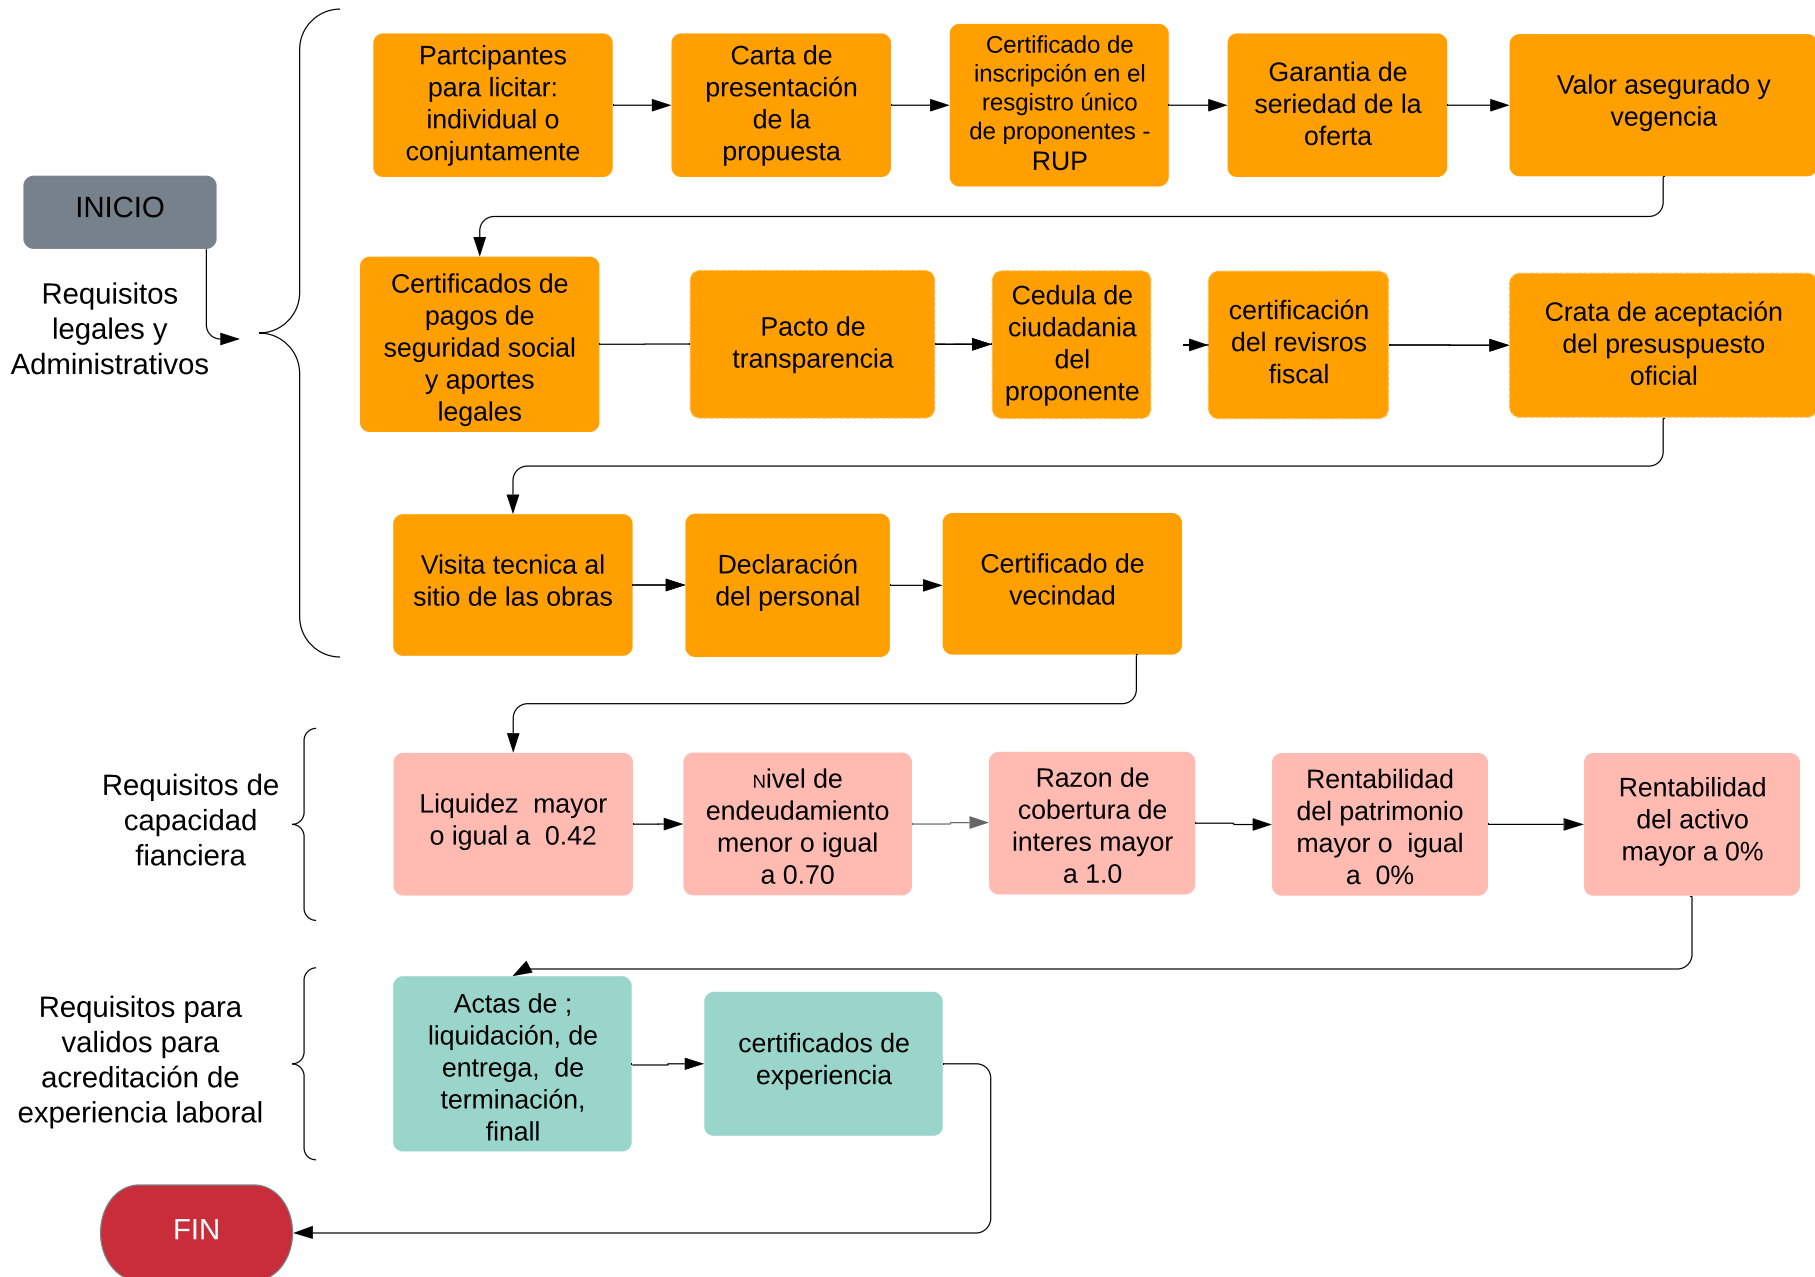 INICIO
Requisitos
legales y
Administrativos
Partcipantes
para licitar:
individual o
conjuntamente
Carta de
presentación
de la
propuesta
Certificado de
inscripción en el
resgistro único
de proponentes -
RUP
Garantia de
seriedad de la
oferta
Valor asegurado y
vegencia
Certificados de
pagos de
seguridad social
y aportes
legales
Pacto de
transparencia
Cedula de
ciudadania
del
proponente
certificación
del revisros
fiscal
Crata de aceptación
del presuspuesto
oficial
Visita tecnica al
sitio de las obras
Declaración
del personal
Certificado de
vecindad
Requisitos de
capacidad
fianciera
Liquidez mayor
o igual a 0.42
Nivel de
endeudamiento
menor o igual
a 0.70
Razon de
cobertura de
interes mayor
a 1.0
Rentabilidad
del patrimonio
mayor o igual
a 0%
Rentabilidad
del activo
mayor a 0%
Requisitos para
validos para
acreditación de
experiencia laboral
Actas de ;
liquidación, de
entrega, de
terminación,
finall
certificados de
experiencia
FIN